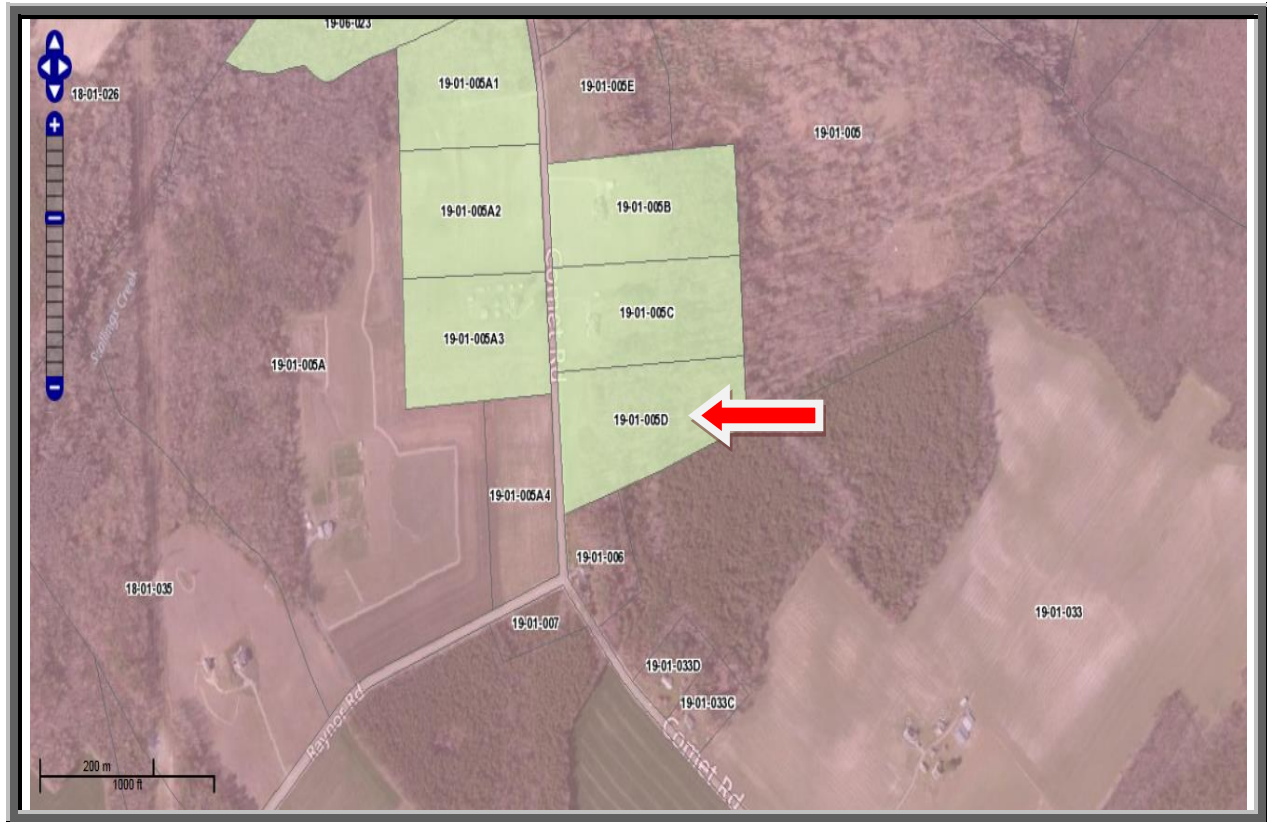 19-06-023
19-01-005A1
19-01-005E
18-01-026
19-01-005
19-01-005A2
19-01-005B
Comet Rd
Stallings Creek
19-01-005C
19-01-005A3
19-01-005A
19-01-005D
19-01-005A4
19-01-006
18-01-035
19-01-007
19-01-033
19-01-033D
19-01-033C
Raynor Rd
Comet Rd
200 m
1000 ft